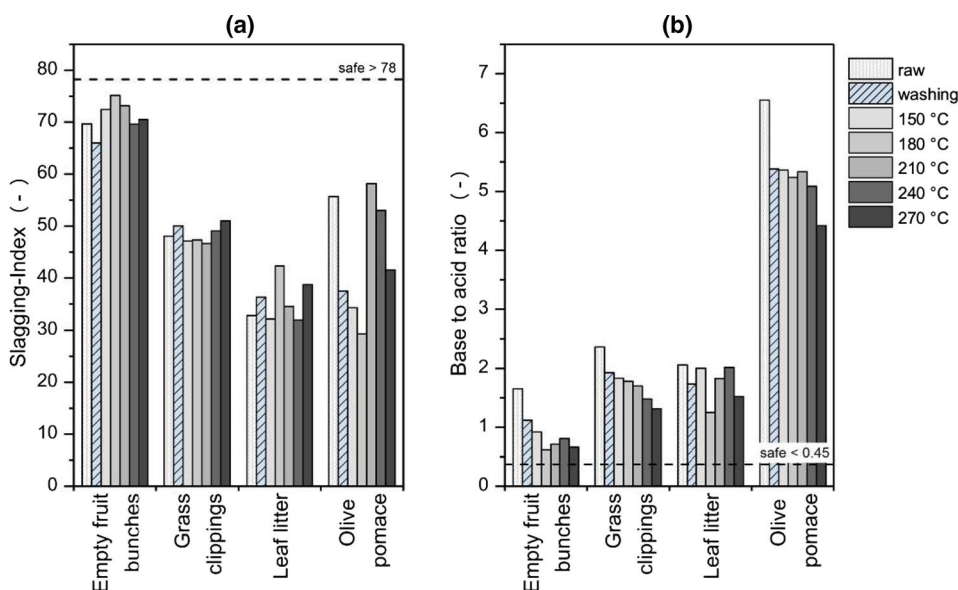 (a)
Slagging-Index ( - )
80
70
60
50
40
30
20
10
0
safe > 78
Empty fruit
bunches
Grass
clippings
Leaf litter
Olive
pomace
(b)
Base to acid ratio ( - )
7
6
5
4
3
2
1
0
safe < 0.45
Empty fruit
bunches
Grass
clippings
Leaf litter
Olive
pomace
raw
washing
150 °C
180 °C
210 °C
240 °C
270 °C